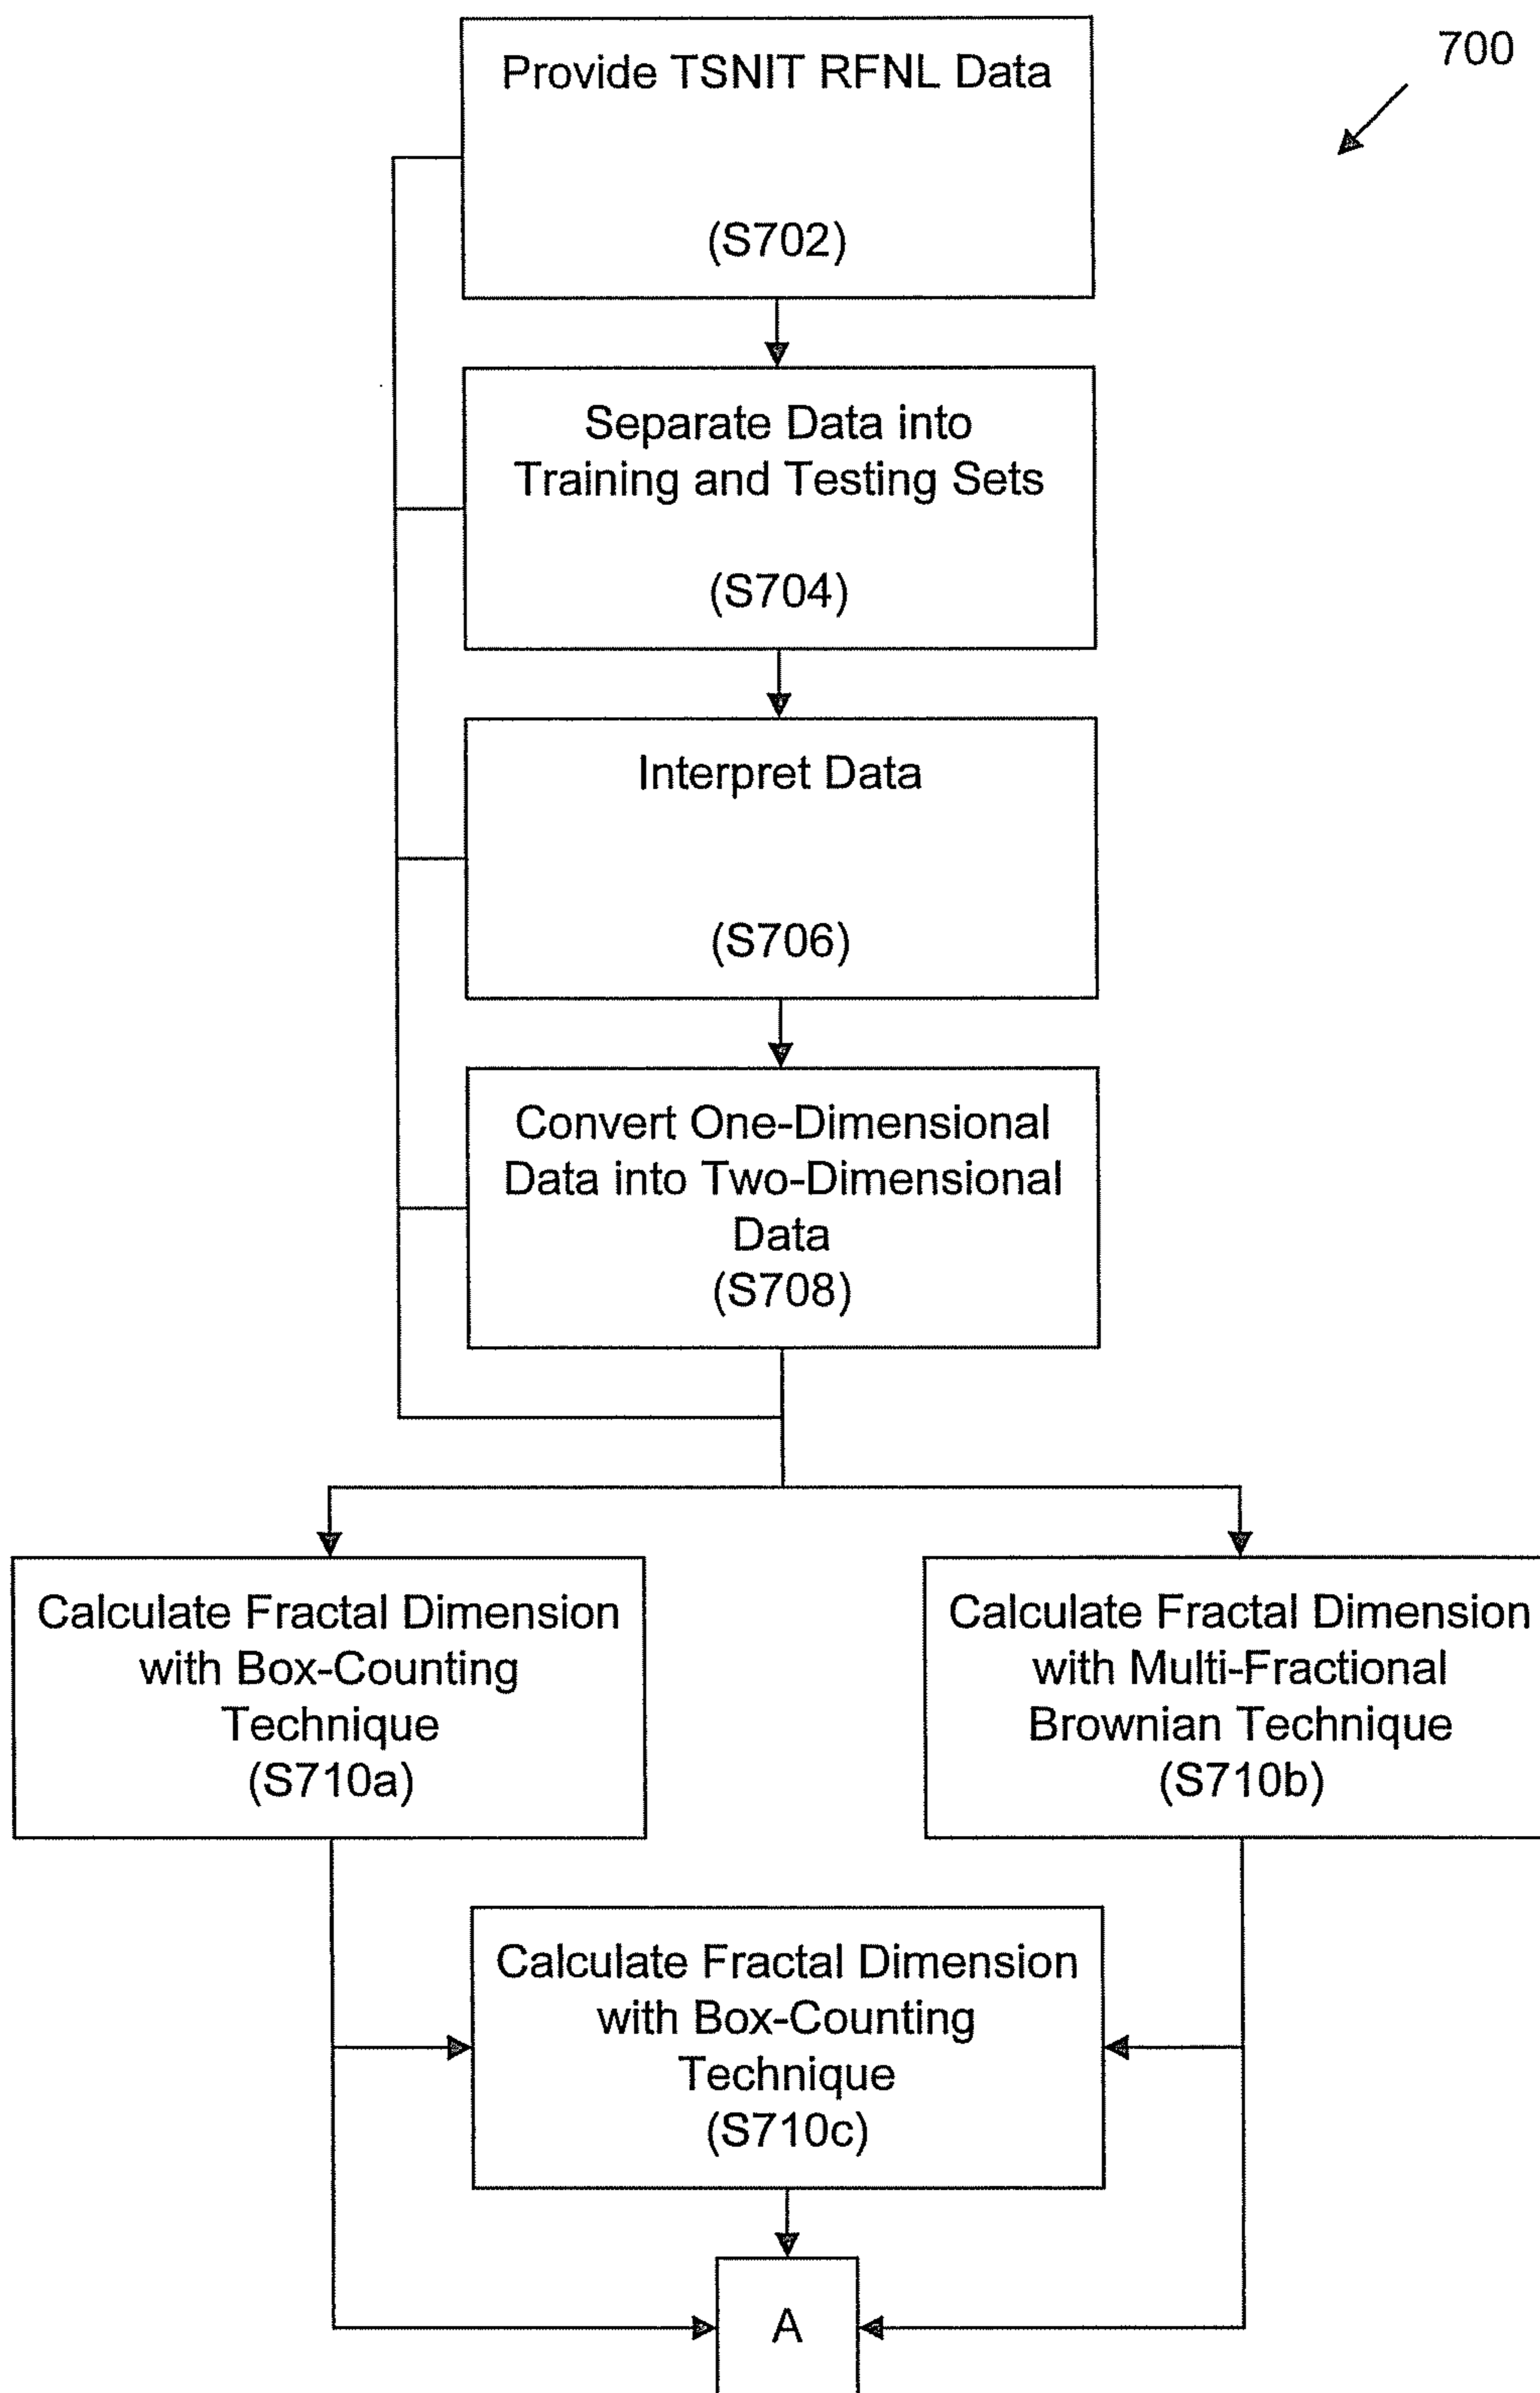 700
Provide TSNIT RFNL Data
(S702)
Separate Data into
Training and Testing Sets
(S704)
Interpret Data
(S706)
Convert One-Dimensional
Data into Two-Dimensional
Data
(S708)
Calculate Fractal Dimension
with Box-Counting
Technique
(S710a)
Calculate Fractal Dimension
with Multi-Fractional
Brownian Technique
(S710b)
Calculate Fractal Dimension
with Box-Counting
Technique
(S710c)
A